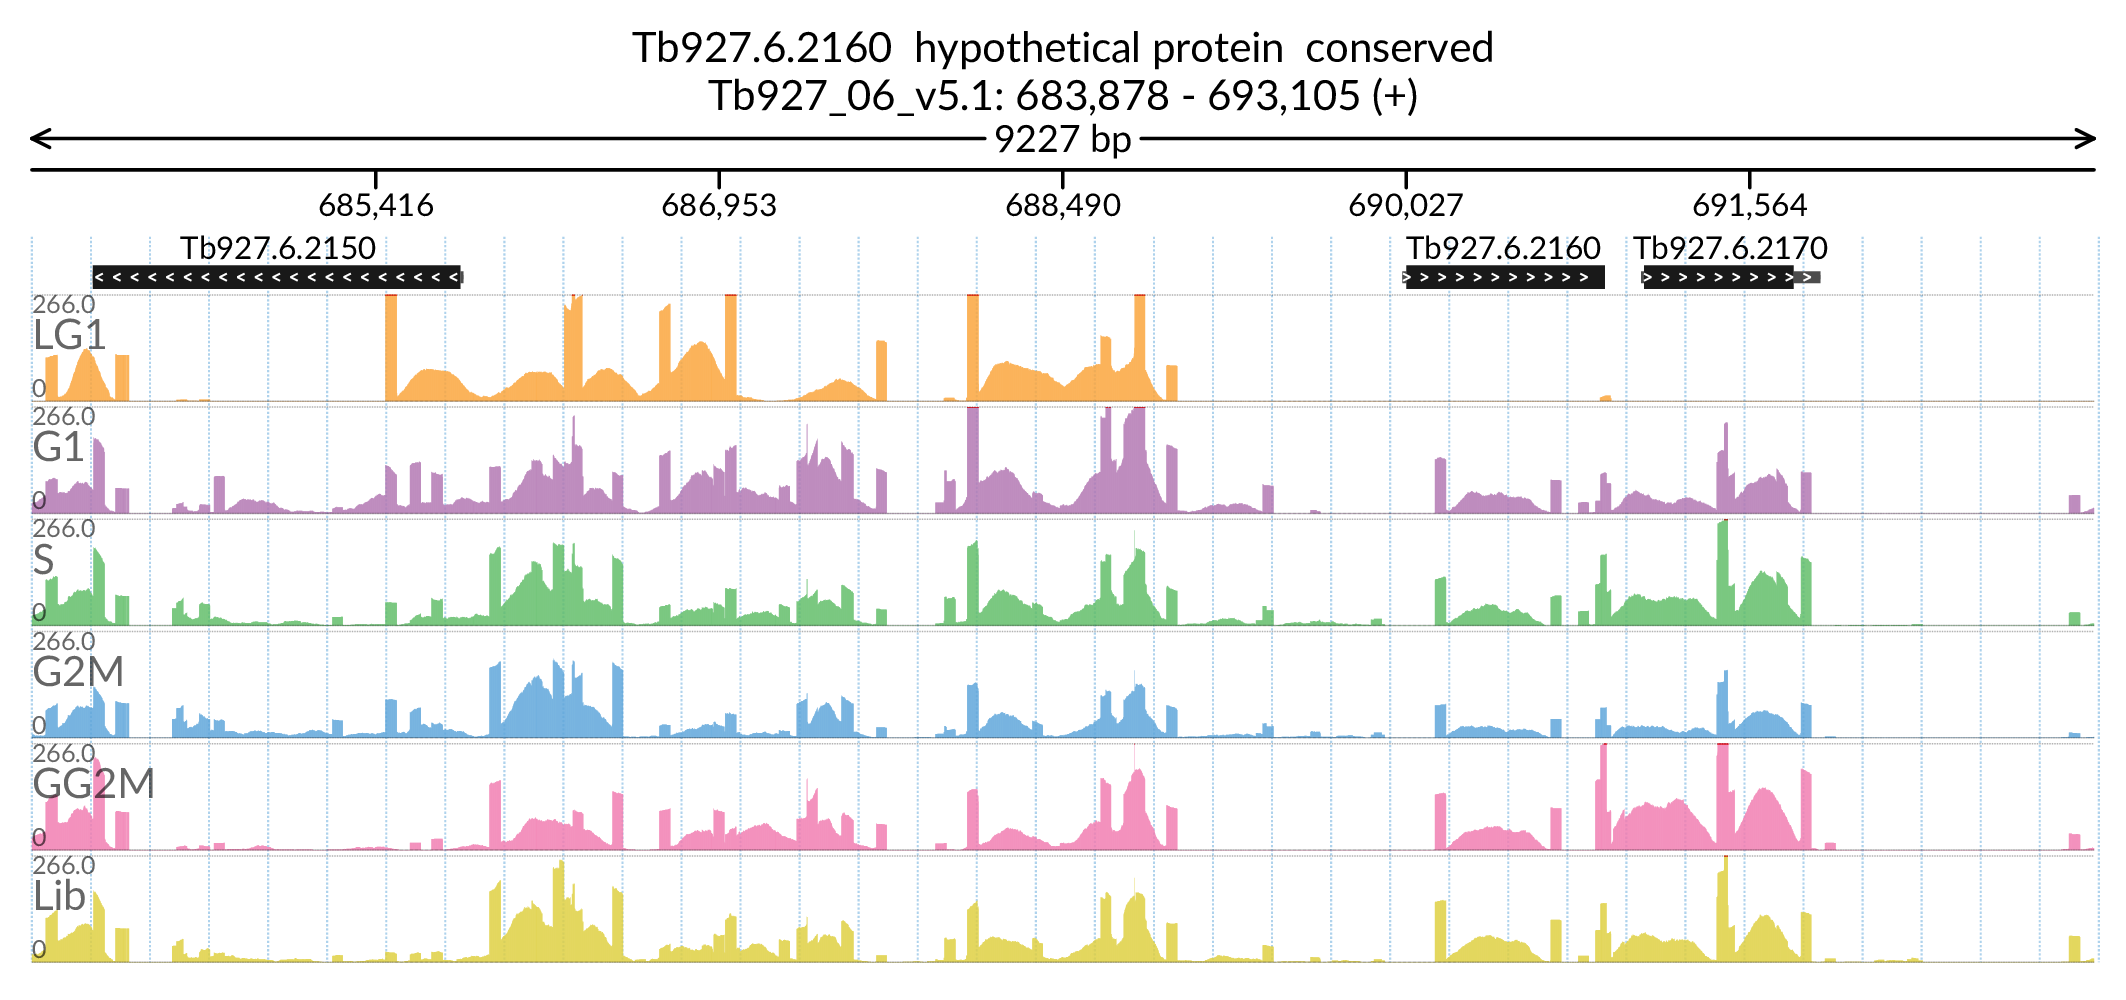 Tb927.6.2160  hypothetical protein  conserved
Tb927_06_v5.1: 683,878 - 693,105 (+)
9227 bp
685,416 686,953 688,490 690,027 691,564
Tb927.6.2150 Tb927.6.2160 Tb927.6.2170
266.0
LG1
0
266.0
G1
0
266.0
S
0
266.0
G2M
0
266.0
GG2M
0
266.0
Lib
0